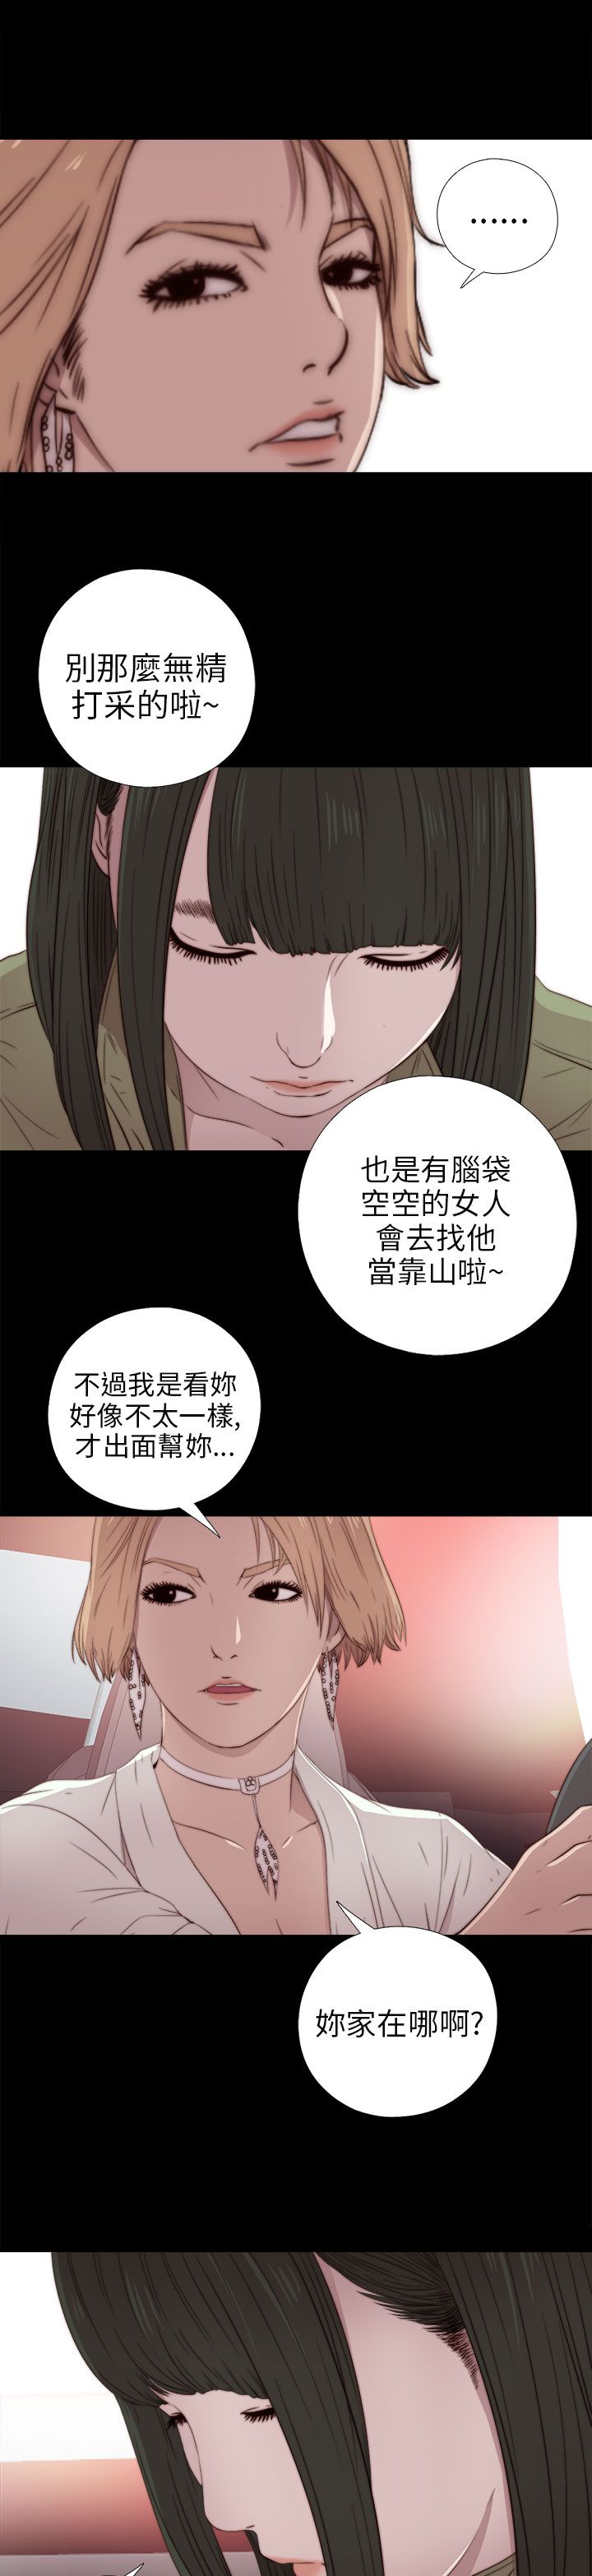 ······
別那麼無精
打采的啦~
也是有腦袋
空空的女人
會去找他
當靠山啦~
不過我是看妳
好像不太一樣,
才出面幫妳...
妳家在哪啊?